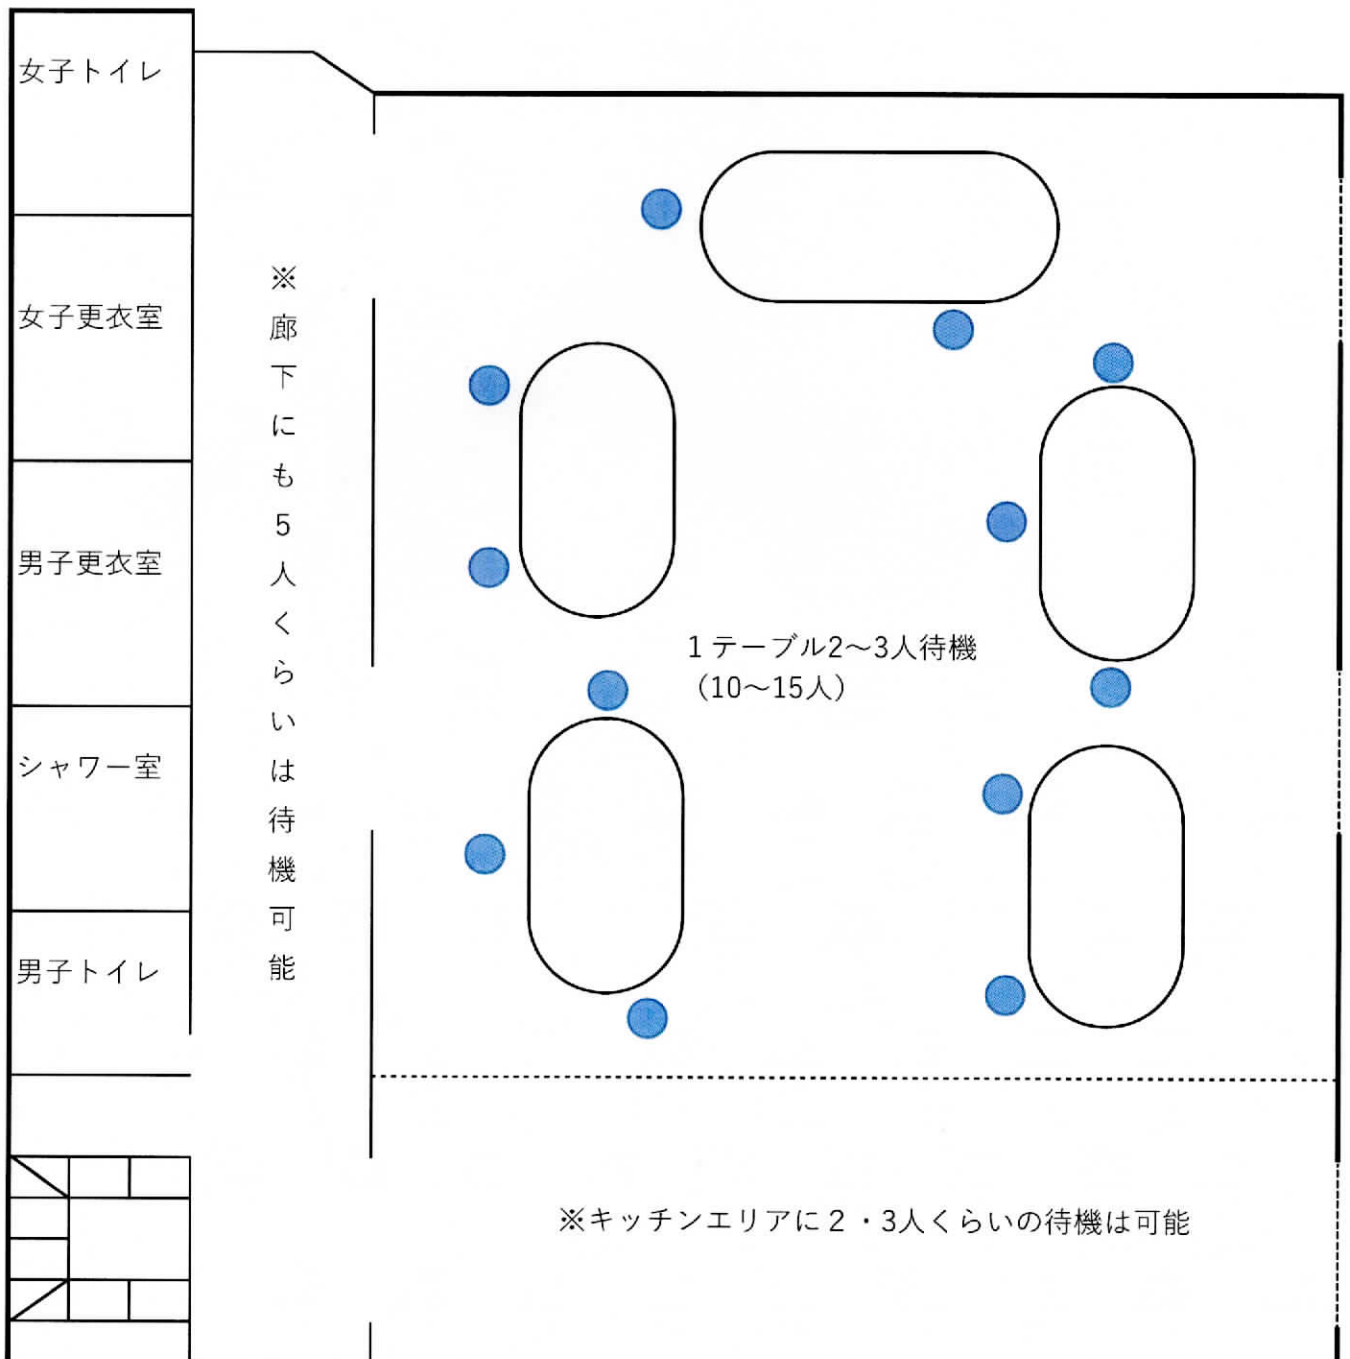 女子トイレ
女子更衣室
男子更衣室
シャワー室
男子トイレ
※廊下にも5人くらいは待機可能
1テーブル2～3人待機
（10～15人）
※キッチンエリアに2・3人くらいの待機は可能